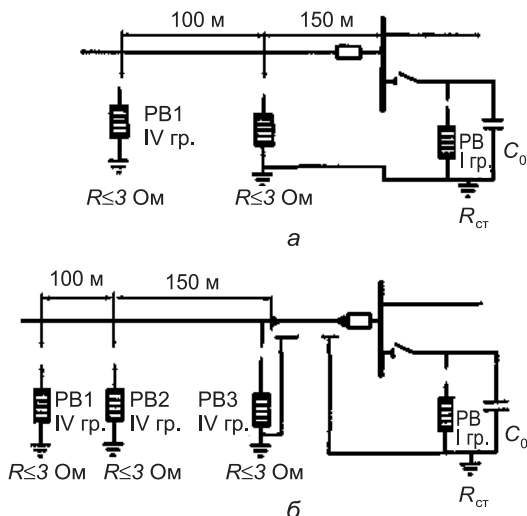 100 м 150 м
РВ1
IV гр.
РВ
I гр.
C₀
R≤3 Ом R≤3 Ом
Rст
а
100 м 150 м
РВ1
IV гр.
РВ2
IV гр.
РВ3
IV гр.
РВ
I гр.
C₀
R≤3 Ом R≤3 Ом R≤3 Ом
Rст
б